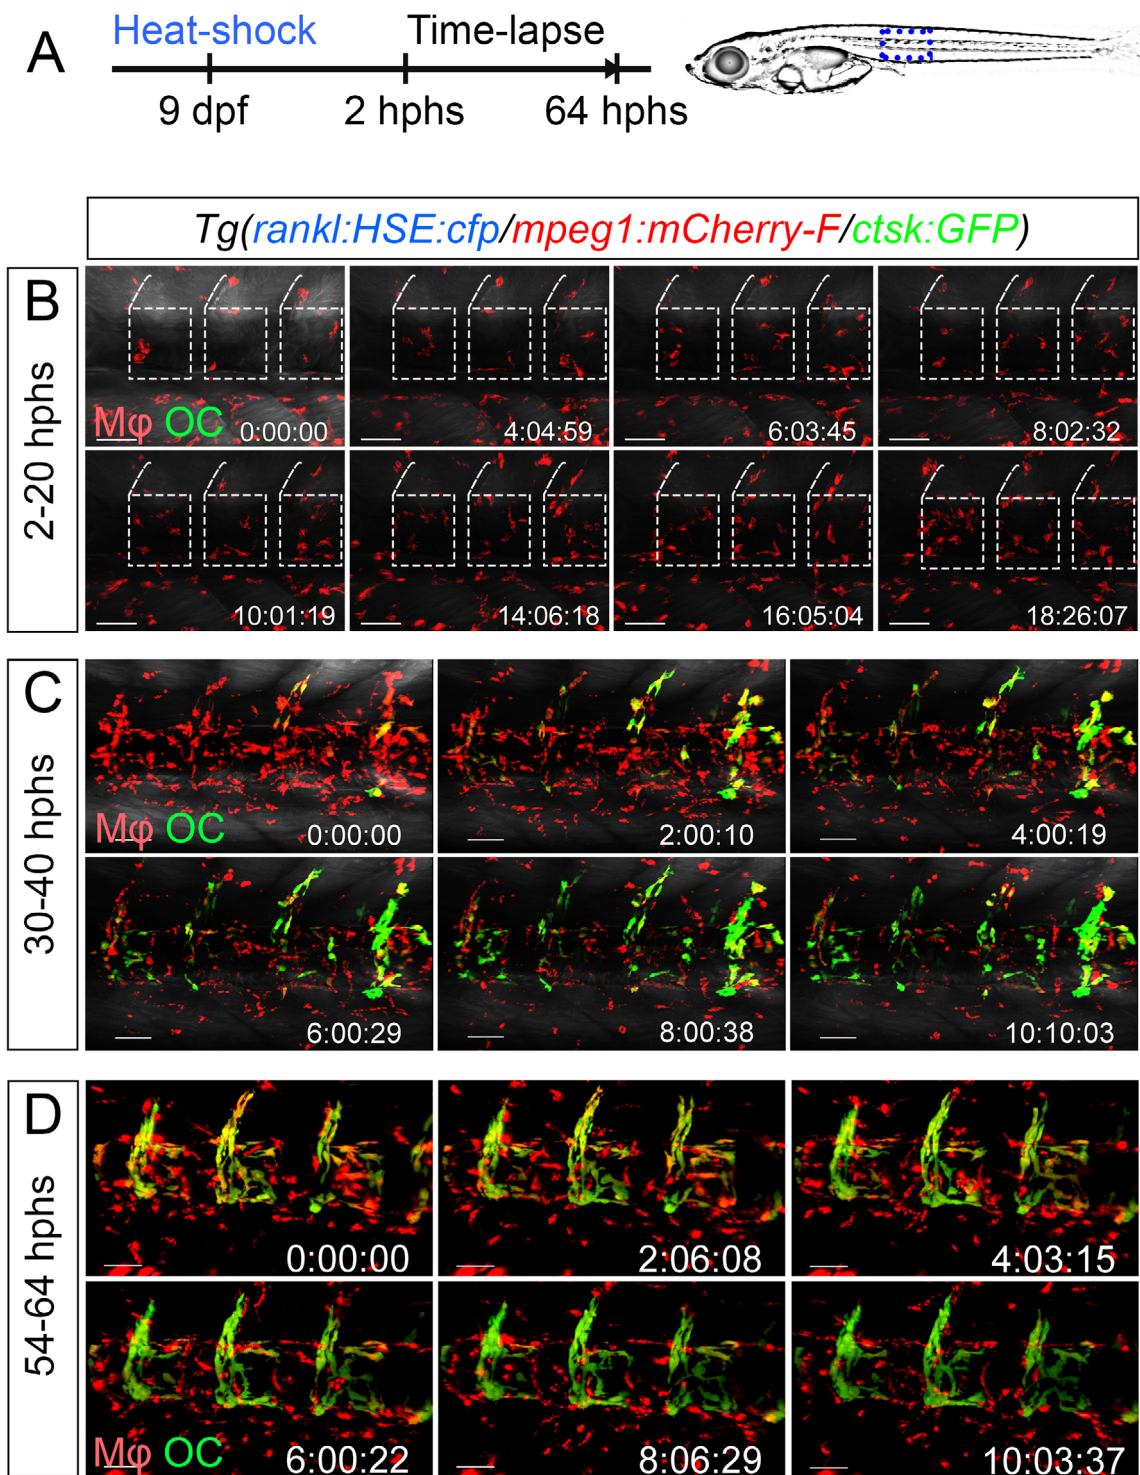 A
Heat-shock
Time-lapse
9 dpf
2 hphs
64 hphs
Tg(rankl:HSE:cfp/mpeg1:mCherry-F/ctsk:GFP)
B
2-20 hphs
Mφ OC
0:00:00
4:04:59
6:03:45
8:02:32
10:01:19
14:06:18
16:05:04
18:26:07
C
30-40 hphs
Mφ OC
0:00:00
2:00:10
4:00:19
6:00:29
8:00:38
10:10:03
D
54-64 hphs
0:00:00
2:06:08
4:03:15
Mφ OC
6:00:22
8:06:29
10:03:37